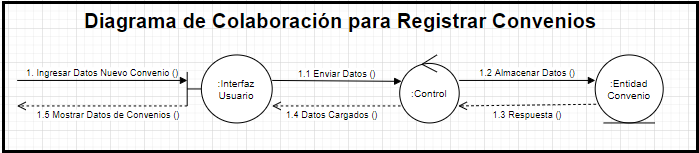 Diagrama de Colaboración para Registrar Convenios
1. Ingresar Datos Nuevo Convenio ()
:Interfaz
Usuario
1.1 Enviar Datos ()
:Control
1.2 Almacenar Datos ()
:Entidad
Convenio
1.5 Mostrar Datos de Convenios ()
1.4 Datos Cargados ()
1.3 Respuesta ()